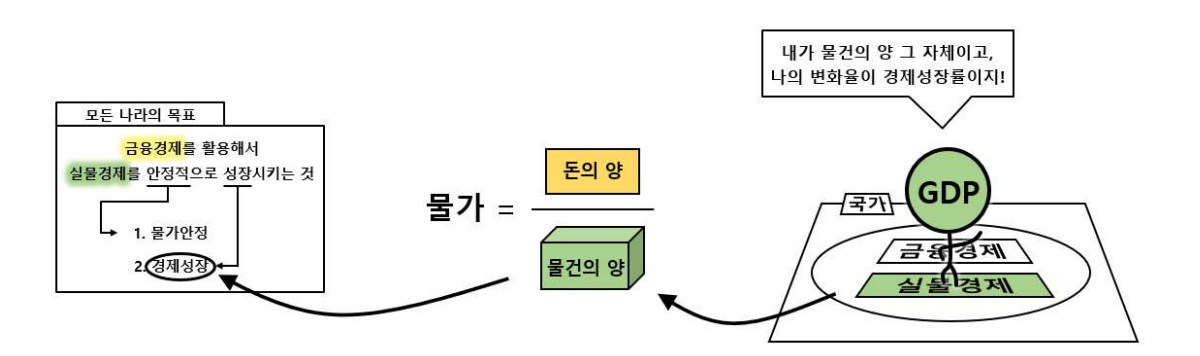 모든 나라의 목표
금융경제를 활용해서
실물경제를 안정적으로 성장시키는 것
1. 물가안정
2. 경제성장
물가 =
돈의 양
물건의 양
내가 물건의 양 그 자체이고,
나의 변화율이 경제성장률이지!
GDP
국가
금융경제
실물경제